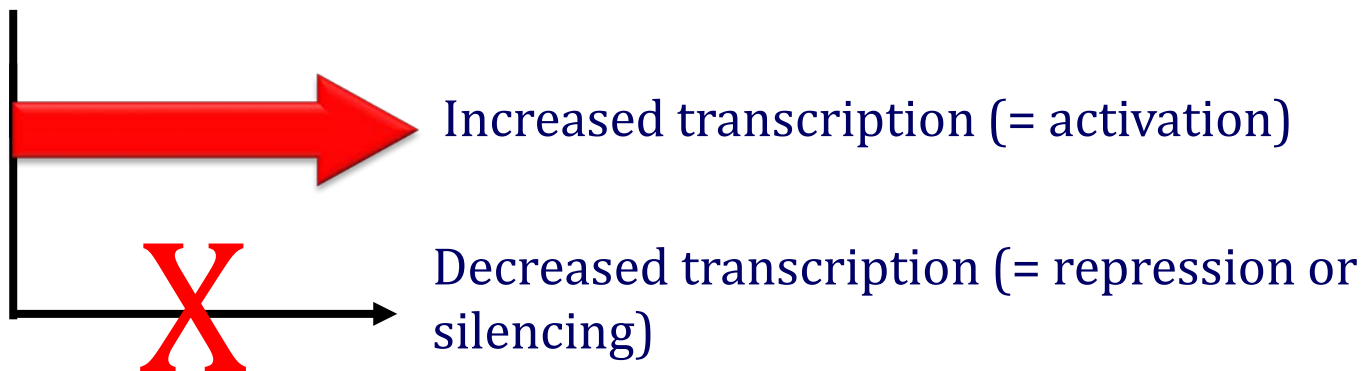 Increased transcription (= activation)
X
Decreased transcription (= repression or
silencing)